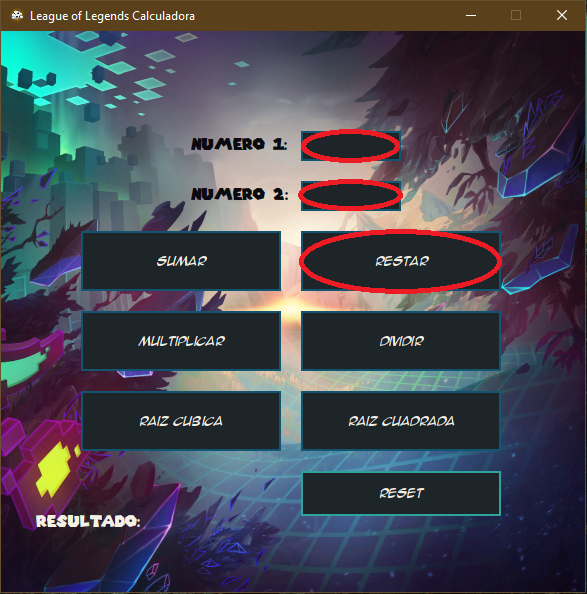 League of Legends Calculadora
NUMERO 1:
NUMERO 2:
SUMAR
RESTAR
MULTIPLICAR
DIVIDIR
RAIZ CUBICA
RAIZ CUADRADA
RESET
RESULTADO: